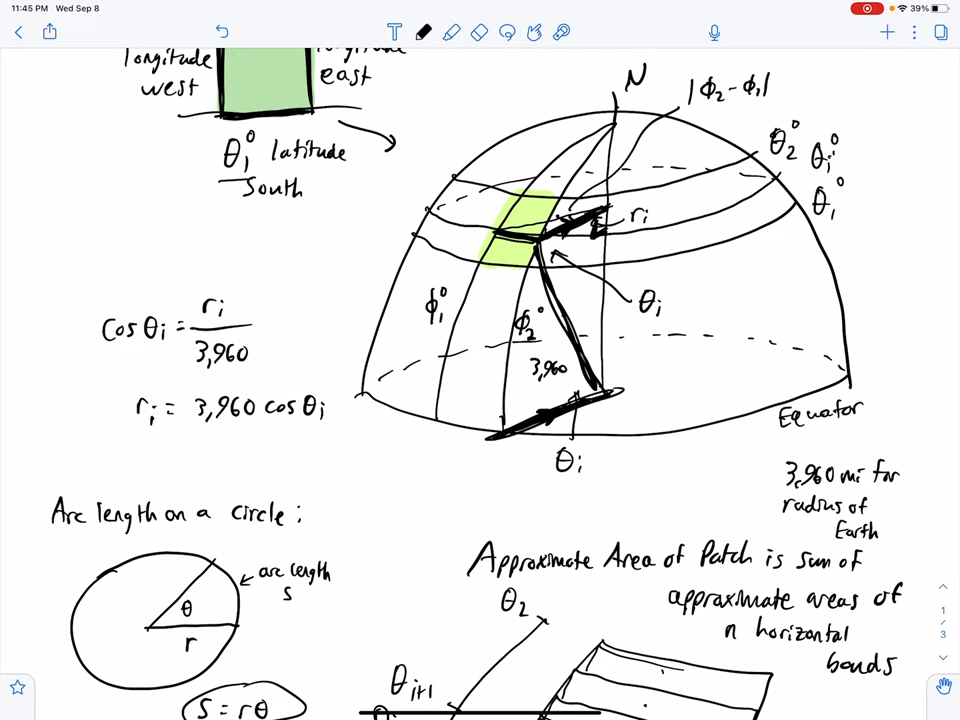 11:45 PM Wed Sep 8
39%
longitude
west
longitude
east
θ₁° latitude
South
N
|ϕ₂ - ϕ₁|
θ₂°
θᵢ°
θ₁°
rᵢ
θᵢ
ϕ₁°
ϕ₂°
3,960
θᵢ
Equator
cos θᵢ = rᵢ / 3,960
rᵢ = 3,960 cos θᵢ
3,960 mi for
radius of
Earth
Arc length on a circle:
arc length
s
θ
r
S = rθ
Approximate Area of Patch is sum of
approximate areas of
n horizontal
bands
θ₂
θᵢ₊₁
1
3